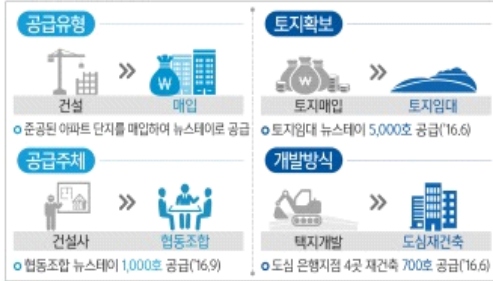 공급유형
건설
매입
준공된 아파트 단지를 매입하여 뉴스테이로 공급
토지확보
토지매입
토지임대
토지임대 뉴스테이 5,000호 공급('16.6)
공급주체
건설사
협동조합
협동조합 뉴스테이 1,000호 공급('16.9)
개발방식
택지개발
도심재건축
도심 은행지점 4곳 재건축 700호 공급('16.6)